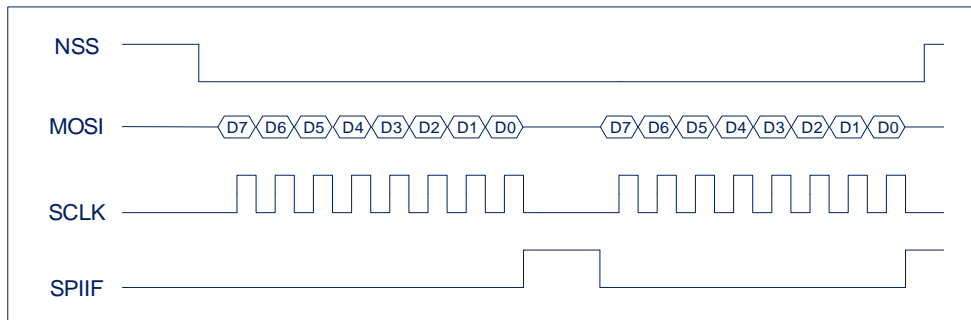 NSS
MOSI D7 D6 D5 D4 D3 D2 D1 D0 D7 D6 D5 D4 D3 D2 D1 D0
SCLK
SPIIF